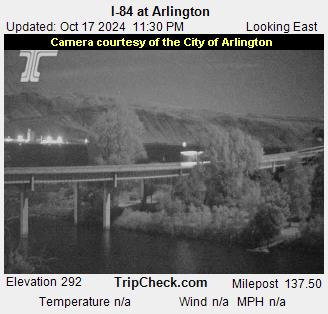 I-84 at Arlington
Updated: Oct 17 2024 11:30 PM Looking East
Camera courtesy of the City of Arlington
Elevation 292 TripCheck.com Milepost 137.50
Temperature n/a Wind n/a MPH n/a